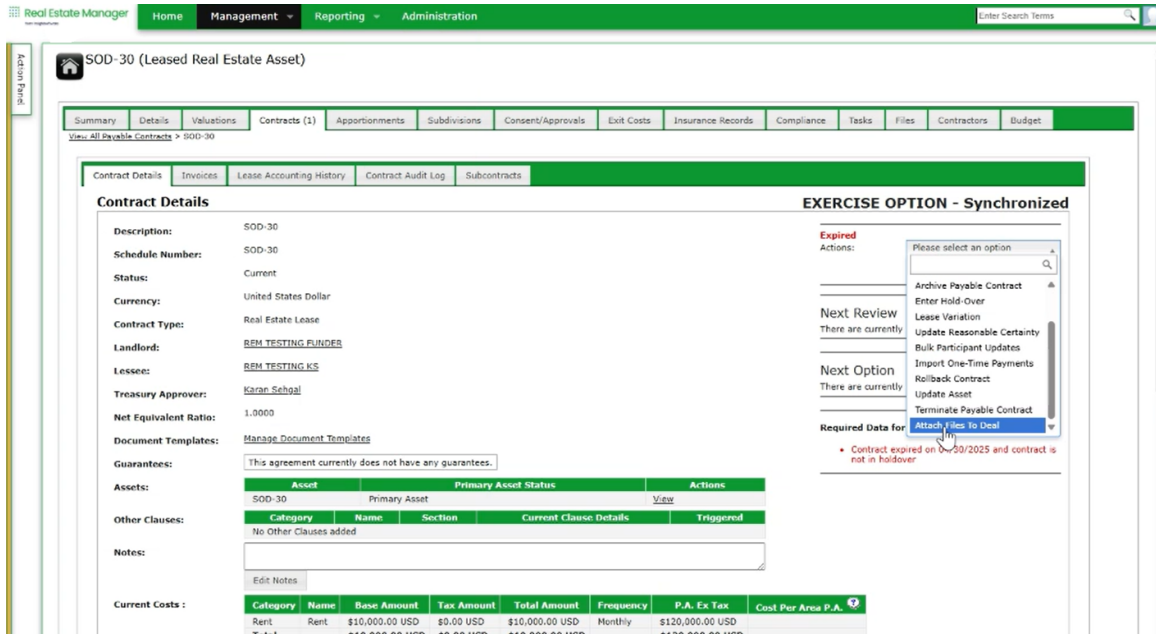 Real Estate Manager
Home Management Reporting Administration
Enter Search Terms
Action Panel
SOD-30 (Leased Real Estate Asset)
Summary Details Valuations Contracts (1) Apportionments Subdivisions Consent/Approvals Exit Costs Insurance Records Compliance Tasks Files Contractors Budget
View All Payable Contracts > SOD-30
Contract Details Invoices Lease Accounting History Contract Audit Log Subcontracts
Contract Details
EXERCISE OPTION - Synchronized
Description: SOD-30
Schedule Number: SOD-30
Status: Current
Currency: United States Dollar
Contract Type: Real Estate Lease
Landlord: REM TESTING FUNDER
Lessee: REM TESTING KS
Treasury Approver: Karan Sehgal
Net Equivalent Ratio: 1.0000
Document Templates: Manage Document Templates
Guarantees: This agreement currently does not have any guarantees.
Assets:
Asset Primary Asset Status Actions
SOD-30 Primary Asset View
Other Clauses:
Category Name Section Current Clause Details Triggered
No Other Clauses added
Notes:
Edit Notes
Current Costs :
Category Name Base Amount Tax Amount Total Amount Frequency P.A. Ex Tax Cost Per Area P.A. ?
Rent Rent $10,000.00 USD $0.00 USD $10,000.00 USD Monthly $120,000.00 USD
Expired
Actions: Please select an option
Archive Payable Contract
Enter Hold-Over
Lease Variation
Update Reasonable Certainty
Bulk Participant Updates
Import One-Time Payments
Rollback Contract
Update Asset
Terminate Payable Contract
Attach Files To Deal
Next Review
There are currently
Next Option
There are currently
Required Data for
Contract expired on /30/2025 and contract is
not in holdover